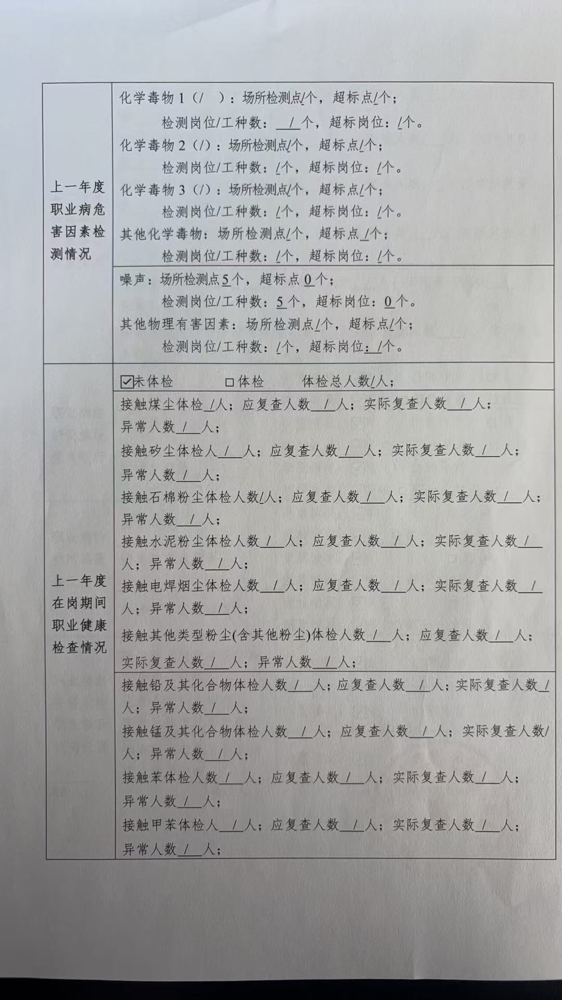 化学毒物 1（/　）：场所检测点/个，超标点/个；
检测岗位/工种数：　/　个，超标岗位：/个。
化学毒物 2（/）：场所检测点/个，超标点/个；
检测岗位/工种数：/个，超标岗位：/个。
化学毒物 3（/）：场所检测点/个，超标点/个；
检测岗位/工种数：/个，超标岗位：/个。
其他化学毒物：场所检测点/个，超标点 /个；
检测岗位/工种数：/个，超标岗位：/个。
上一年度
职业病危
害因素检
测情况
噪声：场所检测点 5 个，超标点 0 个；
检测岗位/工种数：5 个，超标岗位：0 个。
其他物理有害因素：场所检测点/个，超标点/个；
检测岗位/工种数：/个，超标岗位：/个。
☑未体检　　□体检　　体检总人数/人；
接触煤尘体检 /人；应复查人数 / 人；实际复查人数 / 人；
异常人数 / 人；
接触矽尘体检人 / 人；应复查人数 / 人；实际复查人数 / 人；
异常人数 / 人；
接触石棉粉尘体检人数/人；应复查人数 / 人；实际复查人数 / 人；
异常人数 / 人；
接触水泥粉尘体检人数 / 人；应复查人数 / 人；实际复查人数 /
人；异常人数 / 人；
接触电焊烟尘体检人数 / 人；应复查人数 / 人；实际复查人数 /
人；异常人数 / 人；
接触其他类型粉尘(含其他粉尘)体检人数 / 人；应复查人数 / 人；
实际复查人数 / 人；异常人数 / 人；
上一年度
在岗期间
职业健康
检查情况
接触铅及其化合物体检人数 / 人；应复查人数 / 人；实际复查人数 /
人；异常人数 / 人；
接触锰及其化合物体检人数 / 人；应复查人数 / 人；实际复查人数/
人；异常人数 / 人；
接触苯体检人数 / 人；应复查人数 / 人；实际复查人数 / 人；
异常人数 / 人；
接触甲苯体检人 / 人；应复查人数 / 人；实际复查人数 / 人；
异常人数 / 人；